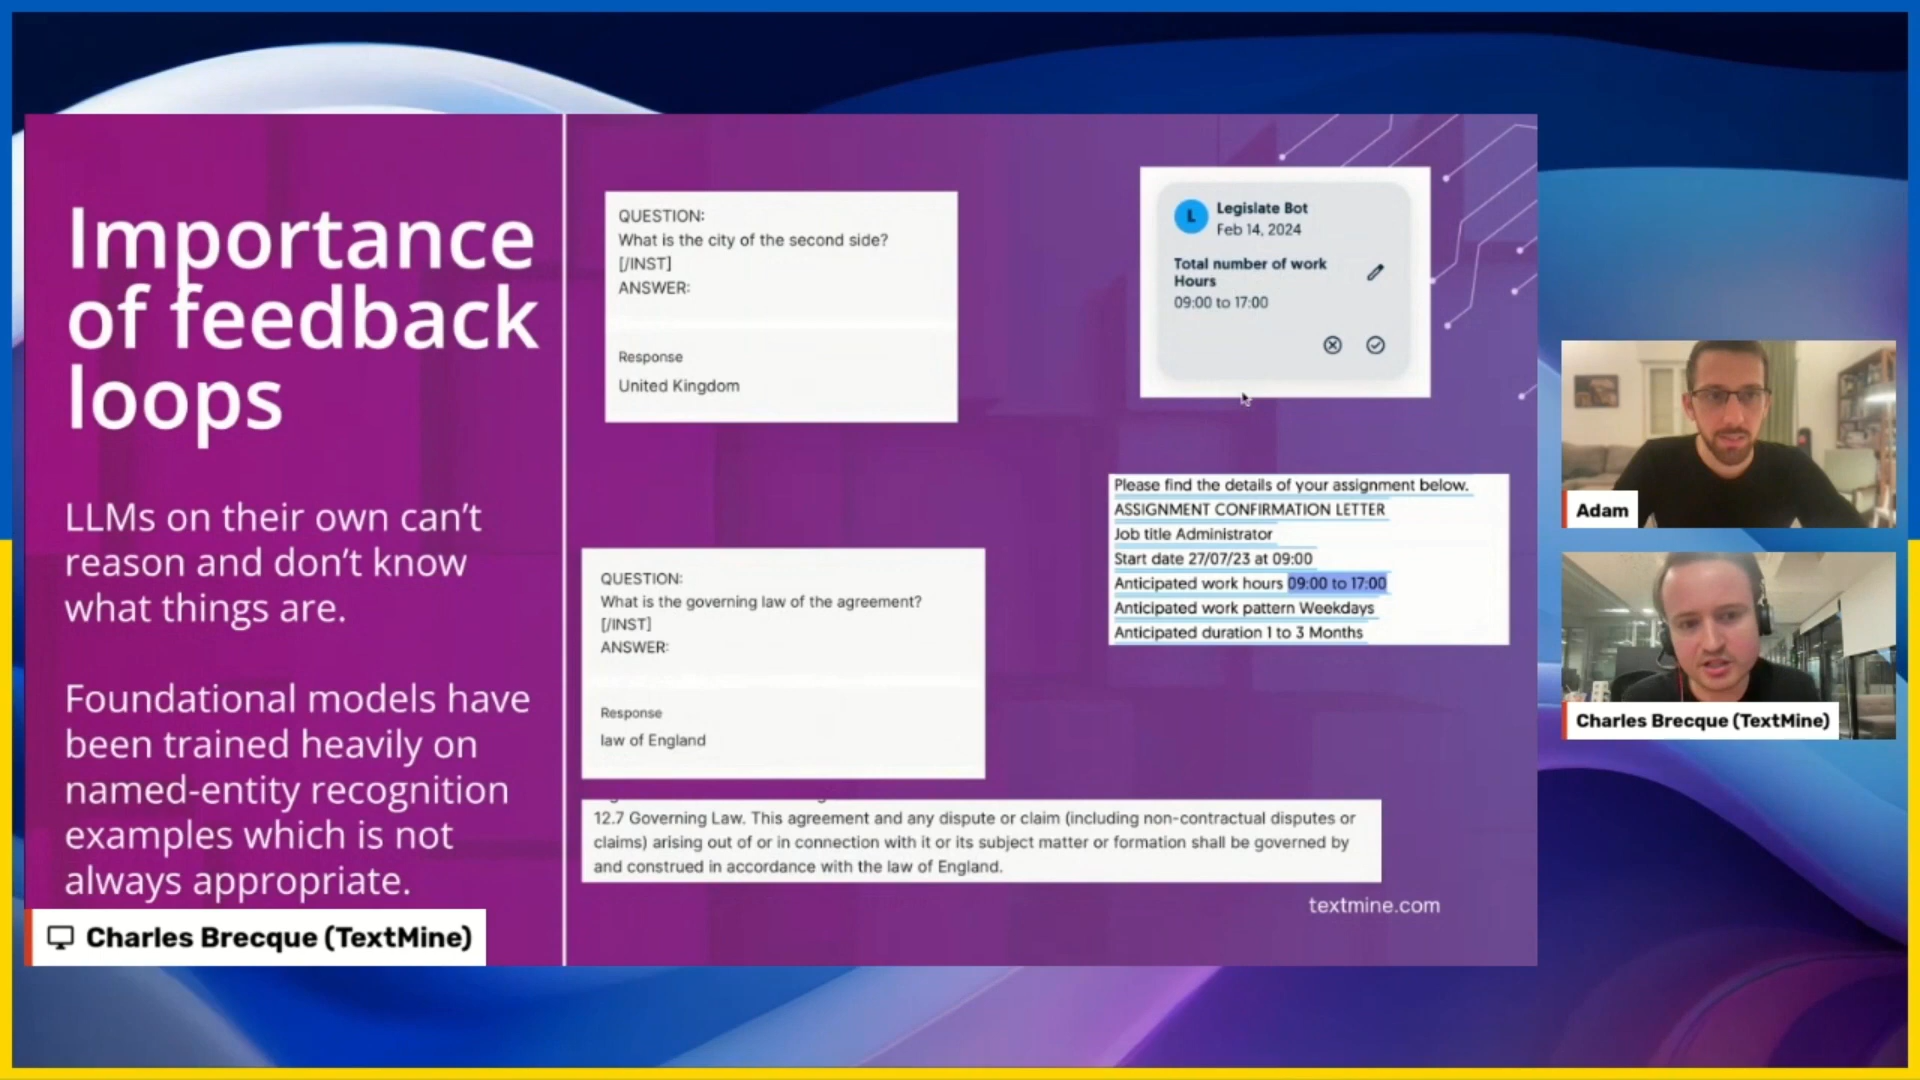 Importance
of feedback
loops
LLMs on their own can't
reason and don't know
what things are.
Foundational models have
been trained heavily on
named-entity recognition
examples which is not
always appropriate.
Charles Brecque (TextMine)
QUESTION:
What is the city of the second side?
[/INST]
ANSWER:
Response
United Kingdom
L
Legislate Bot
Feb 14, 2024
Total number of work
Hours
09:00 to 17:00
Please find the details of your assignment below.
ASSIGNMENT CONFIRMATION LETTER
Job title Administrator
Start date 27/07/23 at 09:00
Anticipated work hours 09:00 to 17:00
Anticipated work pattern Weekdays
Anticipated duration 1 to 3 Months
QUESTION:
What is the governing law of the agreement?
[/INST]
ANSWER:
Response
law of England
12.7 Governing Law. This agreement and any dispute or claim (including non-contractual disputes or
claims) arising out of or in connection with it or its subject matter or formation shall be governed by
and construed in accordance with the law of England.
textmine.com
Adam
Charles Brecque (TextMine)